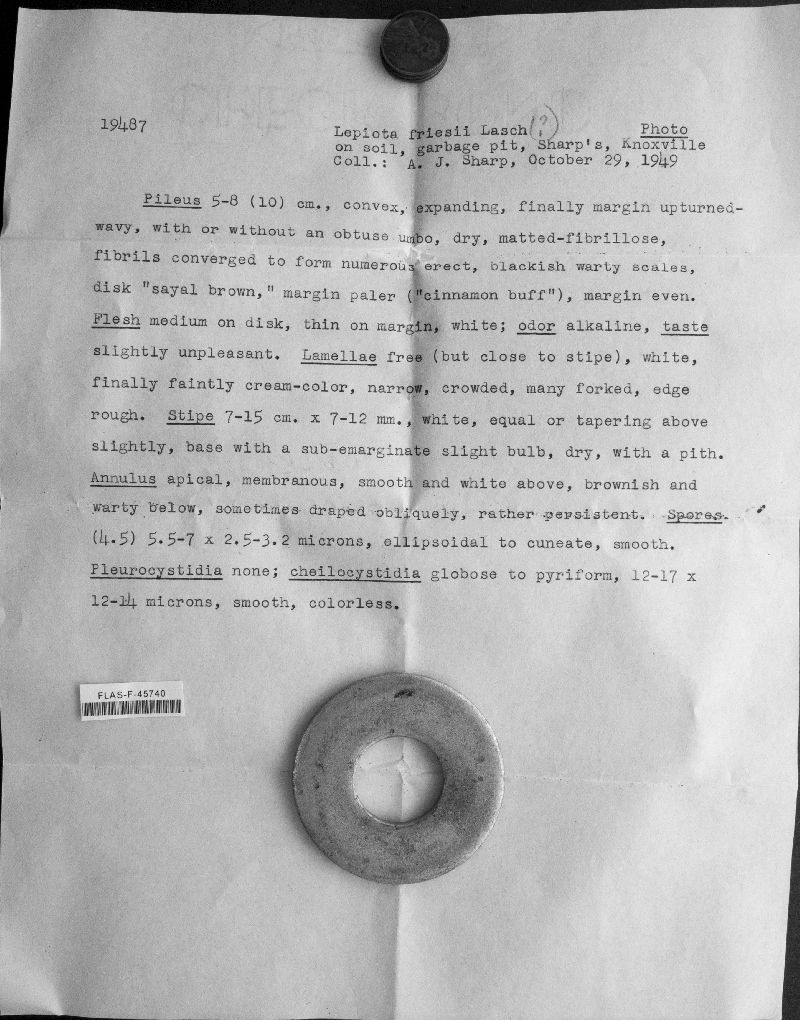 19487
Lepiota friesii Lasch (?) Photo
on soil, garbage pit, Sharp's, Knoxville
Coll.: A. J. Sharp, October 29, 1949
Pileus 5-8 (10) cm., convex, expanding, finally margin upturned-
wavy, with or without an obtuse umbo, dry, matted-fibrillose,
fibrils converged to form numerous erect, blackish warty scales,
disk "sayal brown," margin paler ("cinnamon buff"), margin even.
Flesh medium on disk, thin on margin, white; odor alkaline, taste
slightly unpleasant. Lamellae free (but close to stipe), white,
finally faintly cream-color, narrow, crowded, many forked, edge
rough. Stipe 7-15 cm. x 7-12 mm., white, equal or tapering above
slightly, base with a sub-emarginate slight bulb, dry, with a pith.
Annulus apical, membranous, smooth and white above, brownish and
warty below, sometimes draped obliquely, rather persistent. Spores
(4.5) 5.5-7 x 2.5-3.2 microns, ellipsoidal to cuneate, smooth.
Pleurocystidia none; cheilocystidia globose to pyriform, 12-17 x
12-14 microns, smooth, colorless.
FLAS-F-45740